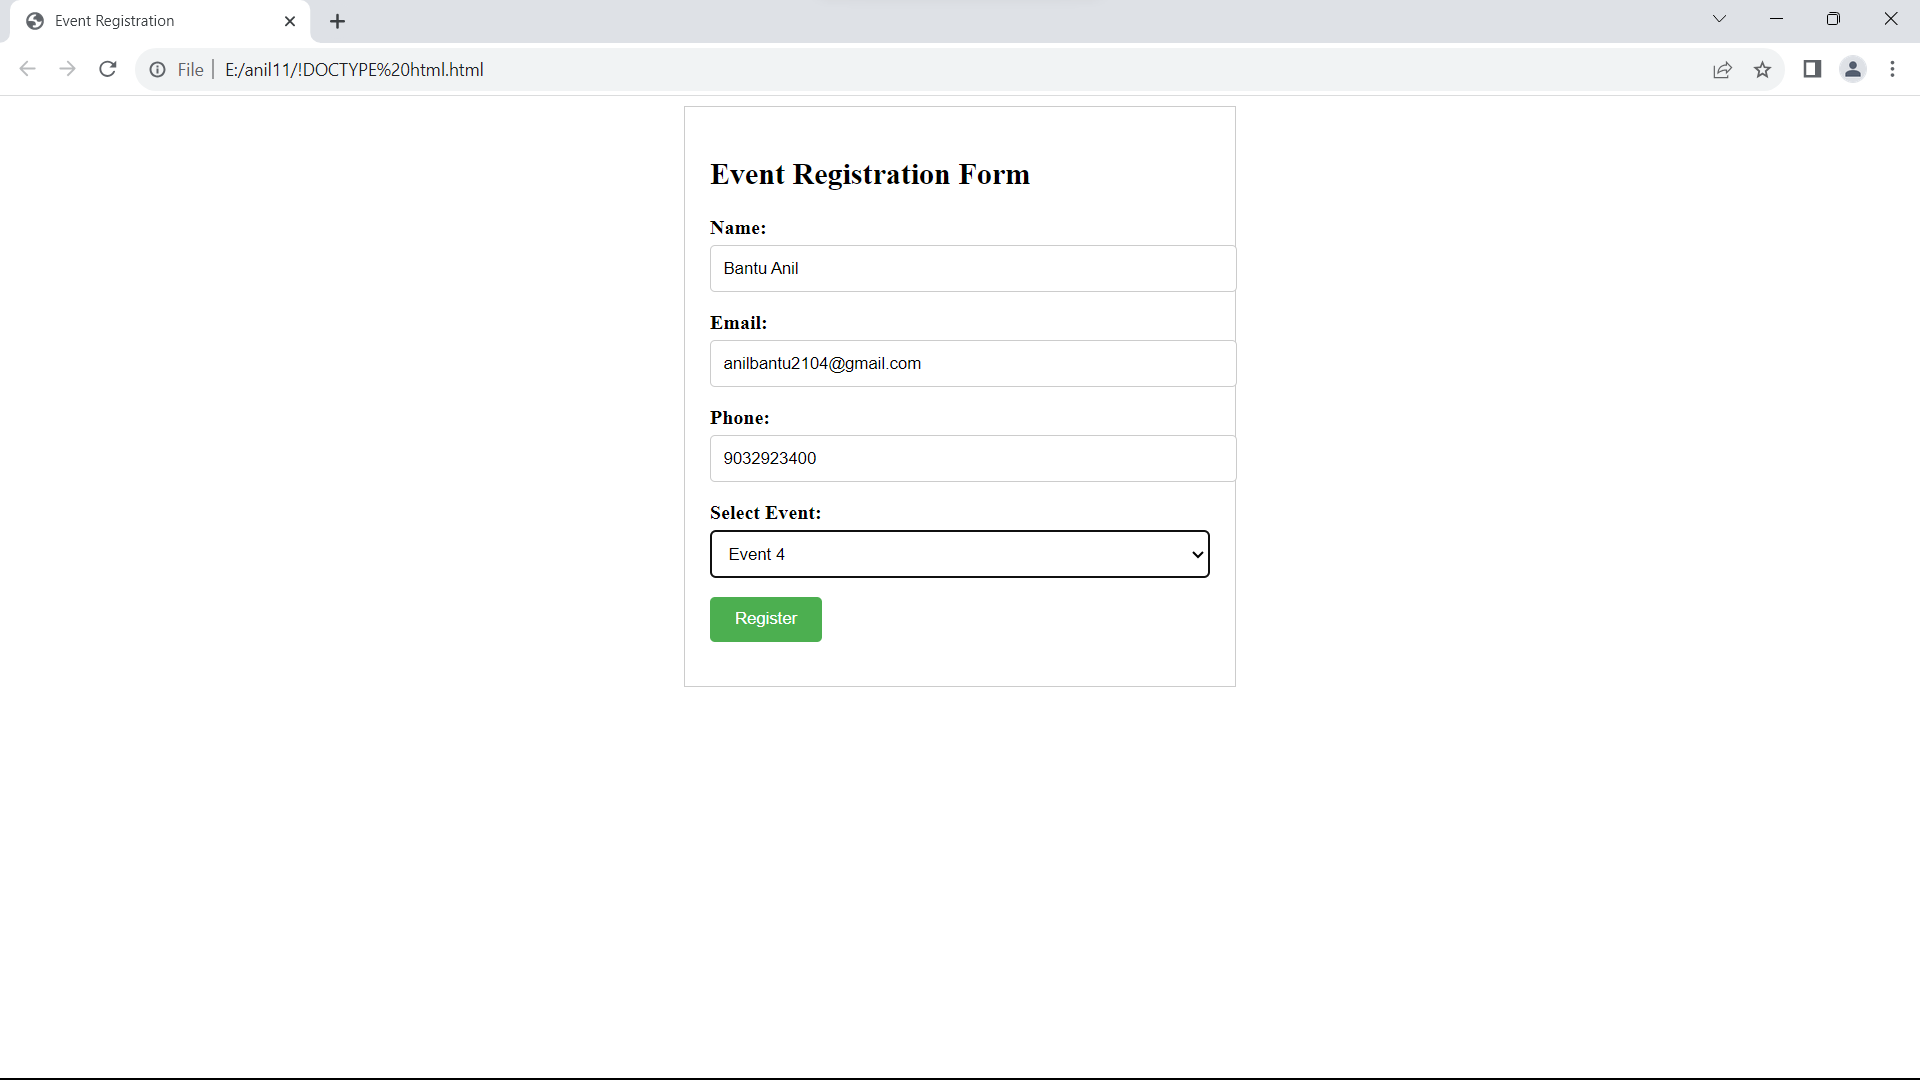 Event Registration
File E:/anil11/!DOCTYPE%20html.html
Event Registration Form
Name:
Bantu Anil
Email:
anilbantu2104@gmail.com
Phone:
9032923400
Select Event:
Event 4
Register